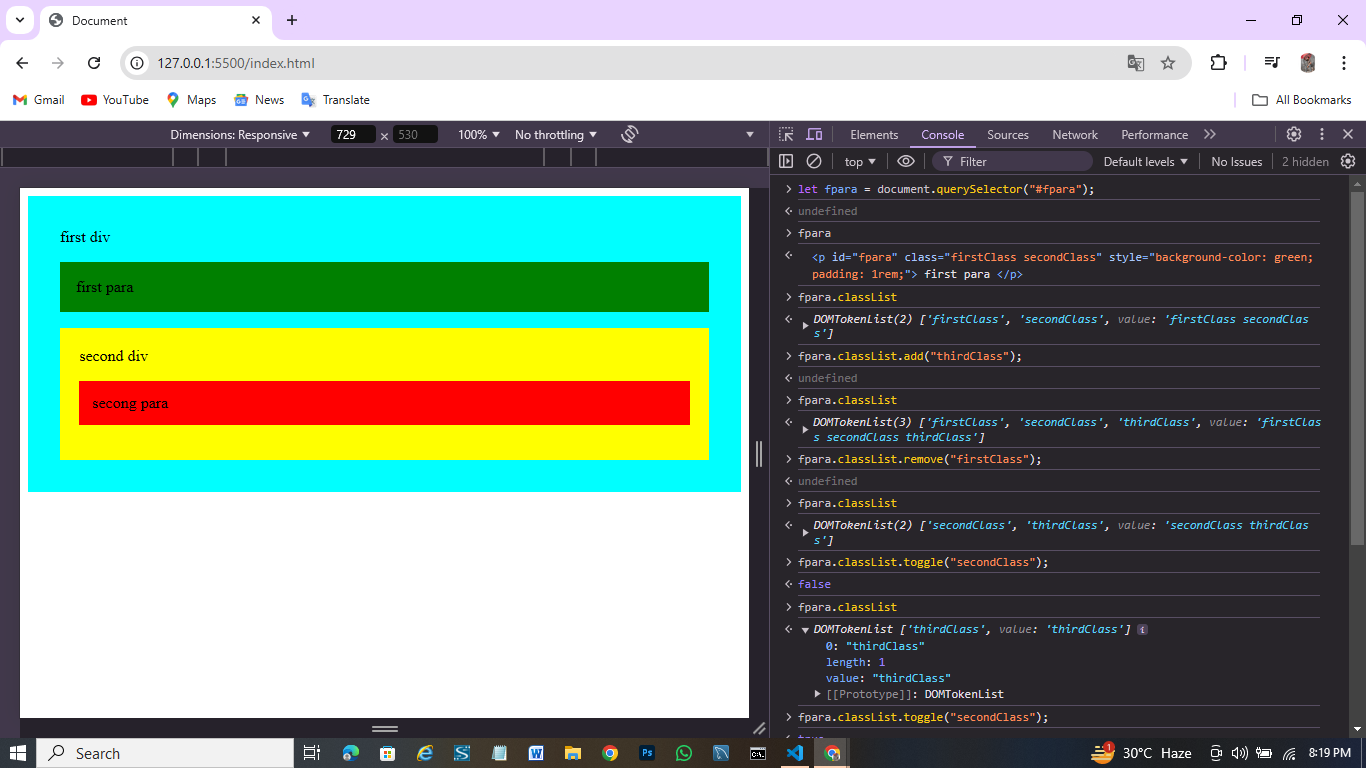 Document
127.0.0.1:5500/index.html
Gmail YouTube Maps News Translate All Bookmarks
Dimensions: Responsive 729 × 530 100% No throttling
Elements Console Sources Network Performance
top Filter Default levels No Issues 2 hidden
first div
first para
second div
secong para
let fpara = document.querySelector("#fpara");
undefined
fpara
<p id="fpara" class="firstClass secondClass" style="background-color: green;
padding: 1rem;"> first para </p>
fpara.classList
DOMTokenList(2) ['firstClass', 'secondClass', value: 'firstClass secondClas
s']
fpara.classList.add("thirdClass");
undefined
fpara.classList
DOMTokenList(3) ['firstClass', 'secondClass', 'thirdClass', value: 'firstClas
s secondClass thirdClass']
fpara.classList.remove("firstClass");
undefined
fpara.classList
DOMTokenList(2) ['secondClass', 'thirdClass', value: 'secondClass thirdClas
s']
fpara.classList.toggle("secondClass");
false
fpara.classList
DOMTokenList ['thirdClass', value: 'thirdClass'] i
0: "thirdClass"
length: 1
value: "thirdClass"
[[Prototype]]: DOMTokenList
fpara.classList.toggle("secondClass");
Search
1 30°C Haze 8:19 PM